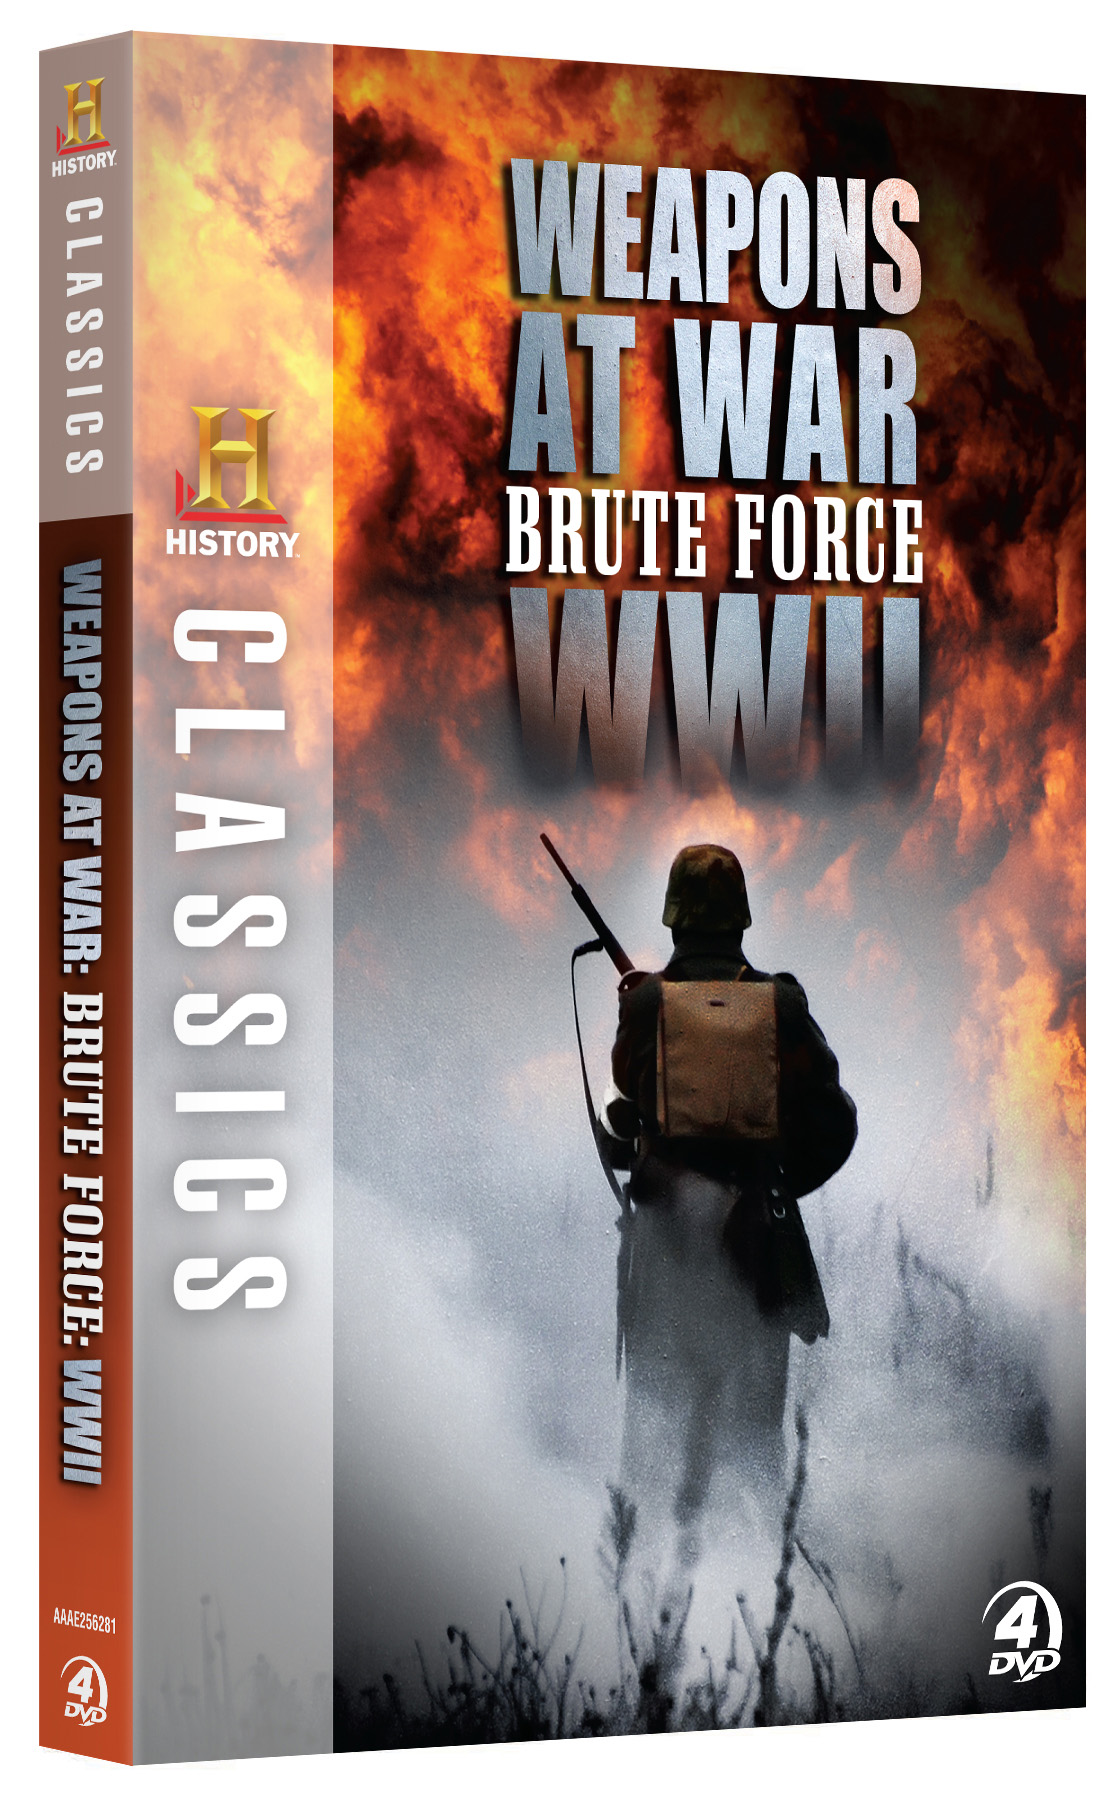 H
HISTORY
CLASSICS
WEAPONS AT WAR: BRUTE FORCE: WWII
AAAE256281
4
DVD
H
HISTORY™
CLASSICS
WEAPONS
AT WAR
BRUTE FORCE
WWII
4
DVD